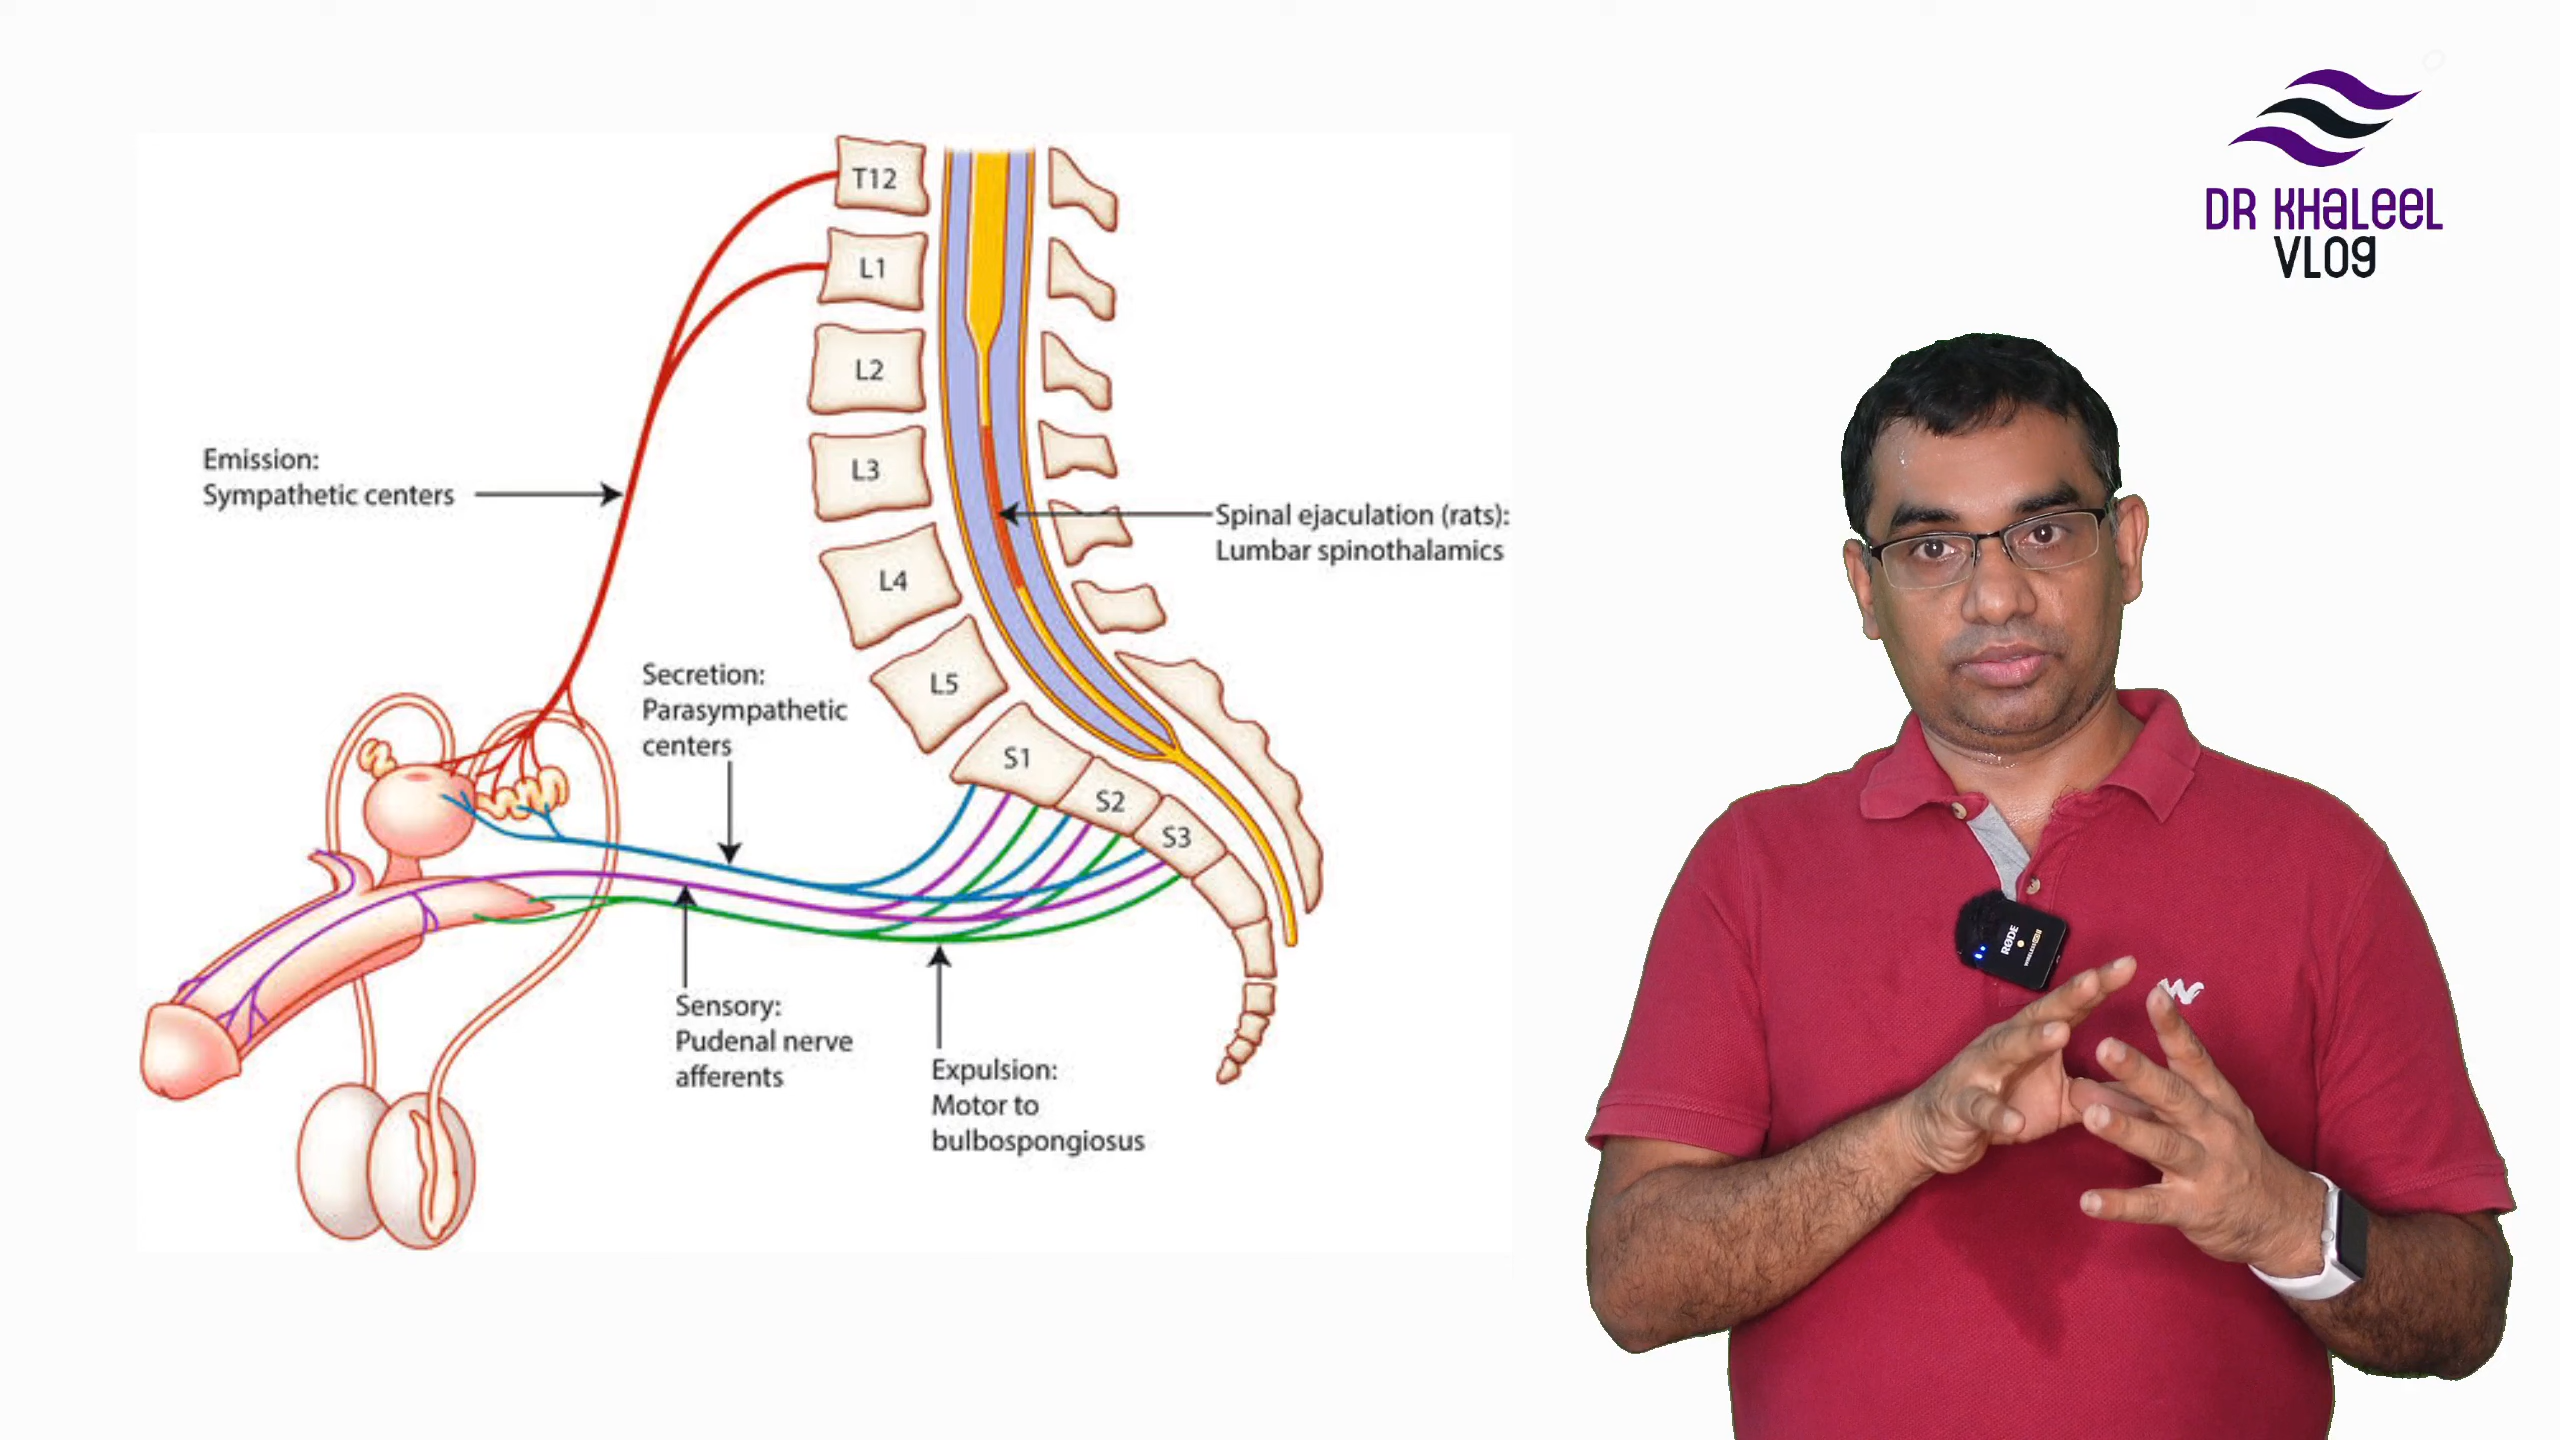 DR KHALEEL
VLOG
T12
L1
L2
L3
L4
L5
S1
S2
S3
Emission:
Sympathetic centers
Spinal ejaculation (rats):
Lumbar spinothalamics
Secretion:
Parasympathetic
centers
Sensory:
Pudenal nerve
afferents
Expulsion:
Motor to
bulbospongiosus
RØDE